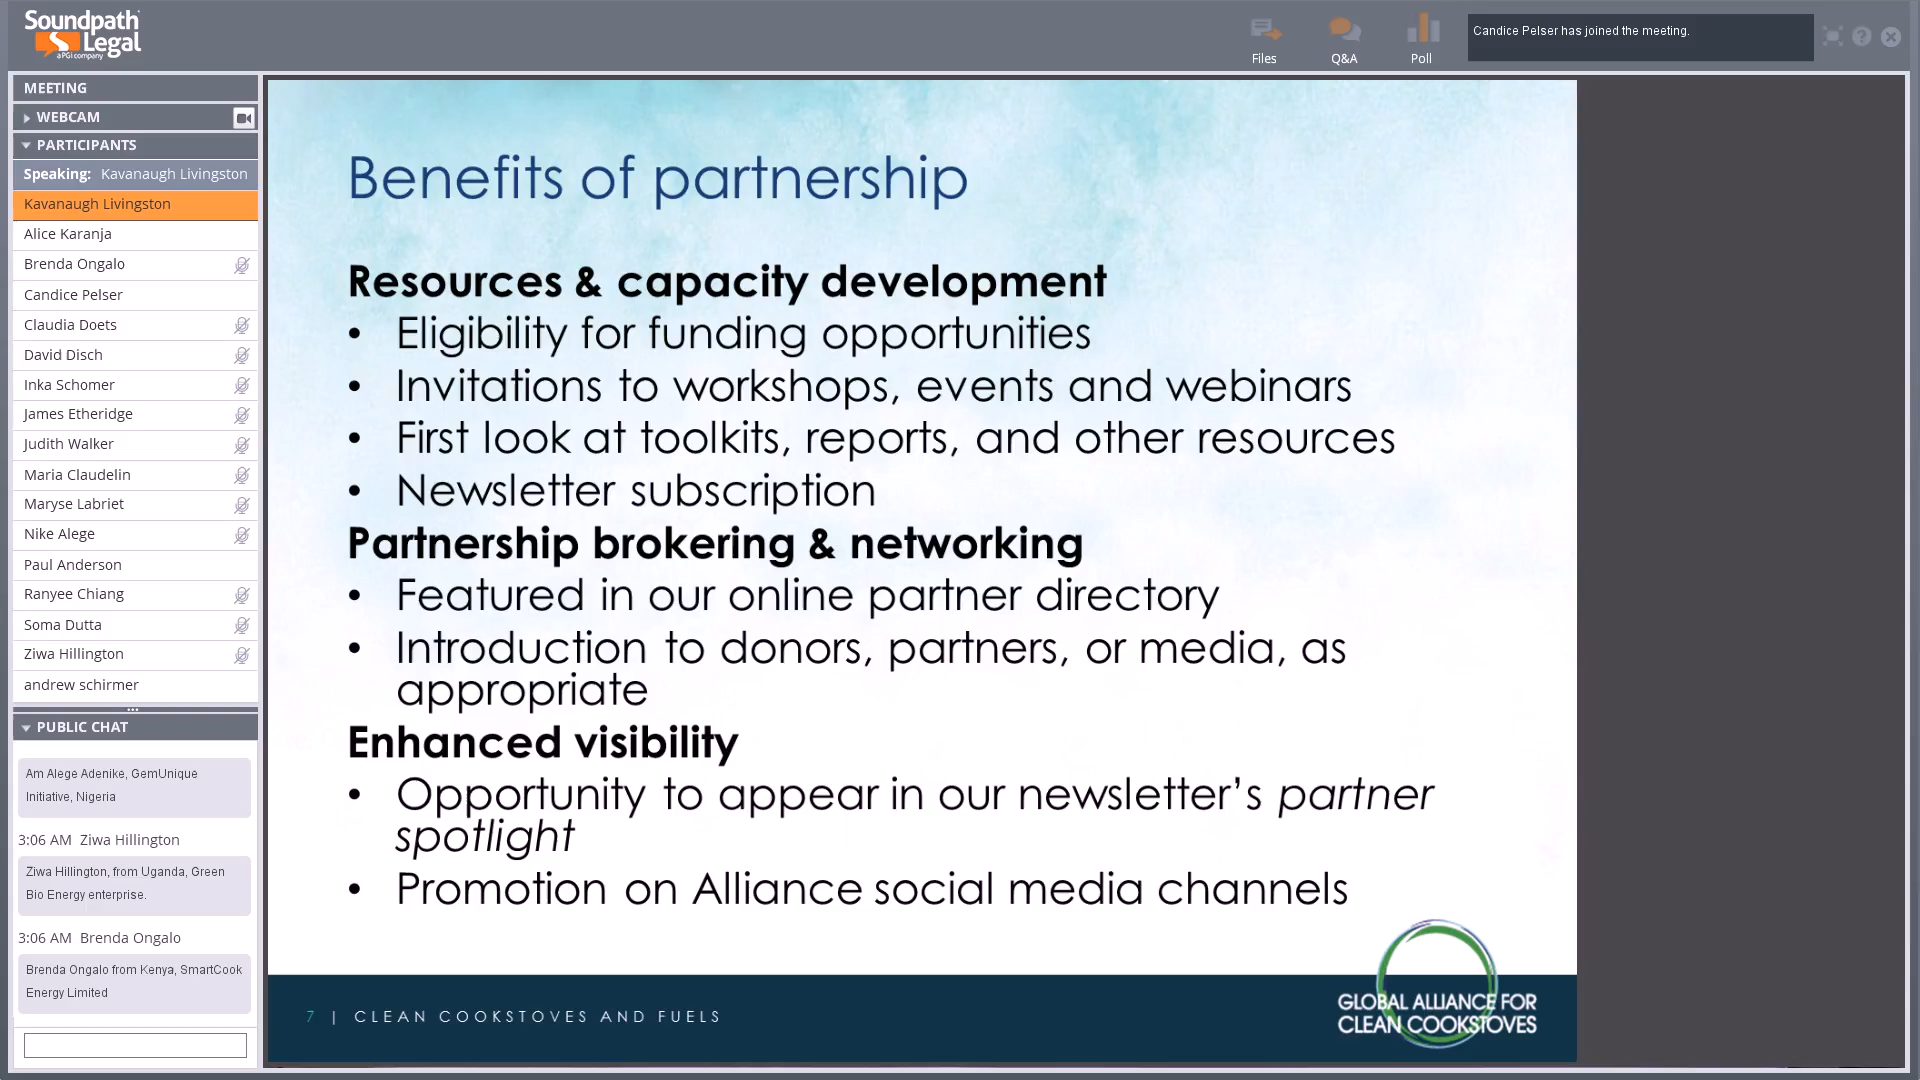 Soundpath
Legal
a PGi company
Files
Q&A
Poll
Candice Pelser has joined the meeting.
MEETING
WEBCAM
PARTICIPANTS
Speaking: Kavanaugh Livingston
Kavanaugh Livingston
Alice Karanja
Brenda Ongalo
Candice Pelser
Claudia Doets
David Disch
Inka Schomer
James Etheridge
Judith Walker
Maria Claudelin
Maryse Labriet
Nike Alege
Paul Anderson
Ranyee Chiang
Soma Dutta
Ziwa Hillington
andrew schirmer
PUBLIC CHAT
Am Alege Adenike, GemUnique
Initiative, Nigeria
3:06 AM Ziwa Hillington
Ziwa Hillington, from Uganda, Green
Bio Energy enterprise.
3:06 AM Brenda Ongalo
Brenda Ongalo from Kenya, SmartCook
Energy Limited
Benefits of partnership
Resources & capacity development
• Eligibility for funding opportunities
• Invitations to workshops, events and webinars
• First look at toolkits, reports, and other resources
• Newsletter subscription
Partnership brokering & networking
• Featured in our online partner directory
• Introduction to donors, partners, or media, as
appropriate
Enhanced visibility
• Opportunity to appear in our newsletter’s partner
spotlight
• Promotion on Alliance social media channels
7 | CLEAN COOKSTOVES AND FUELS
GLOBAL ALLIANCE FOR
CLEAN COOKSTOVES